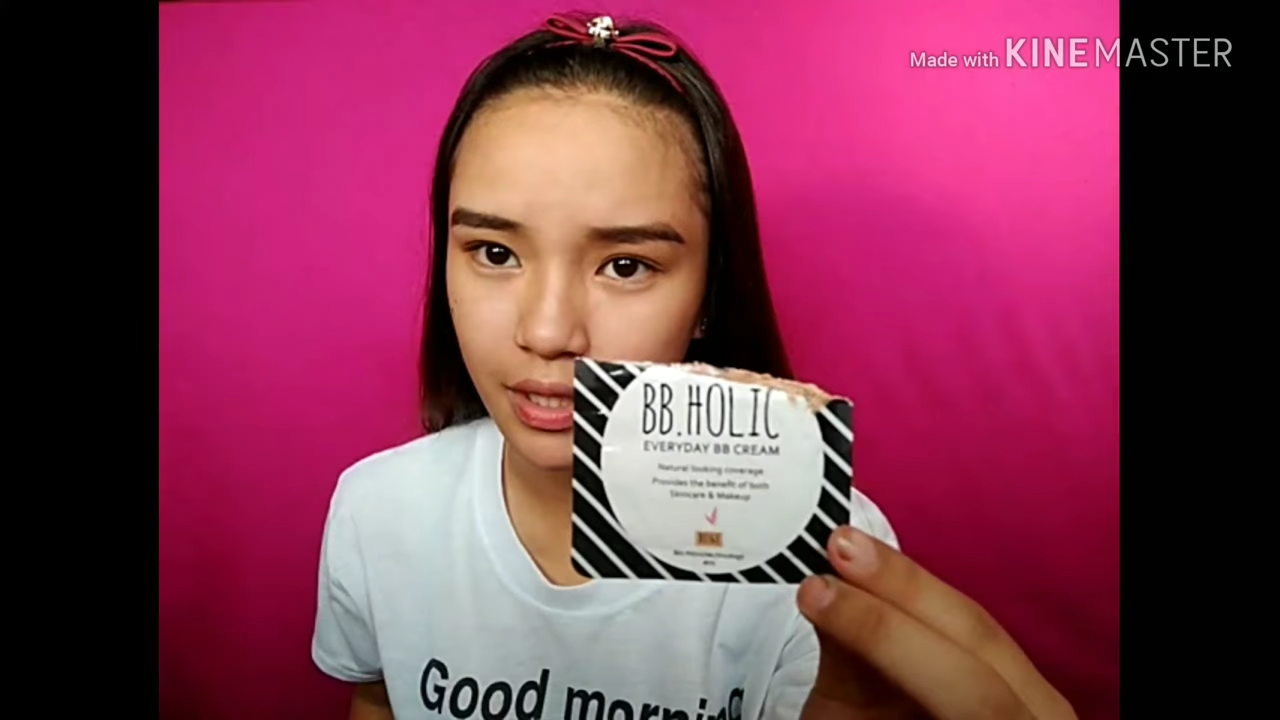 Made with KINEMASTER
BB.HOLIC
EVERYDAY BB CREAM
Natural looking coverage
Provides the benefit of both
Skincare & Makeup
Good morning